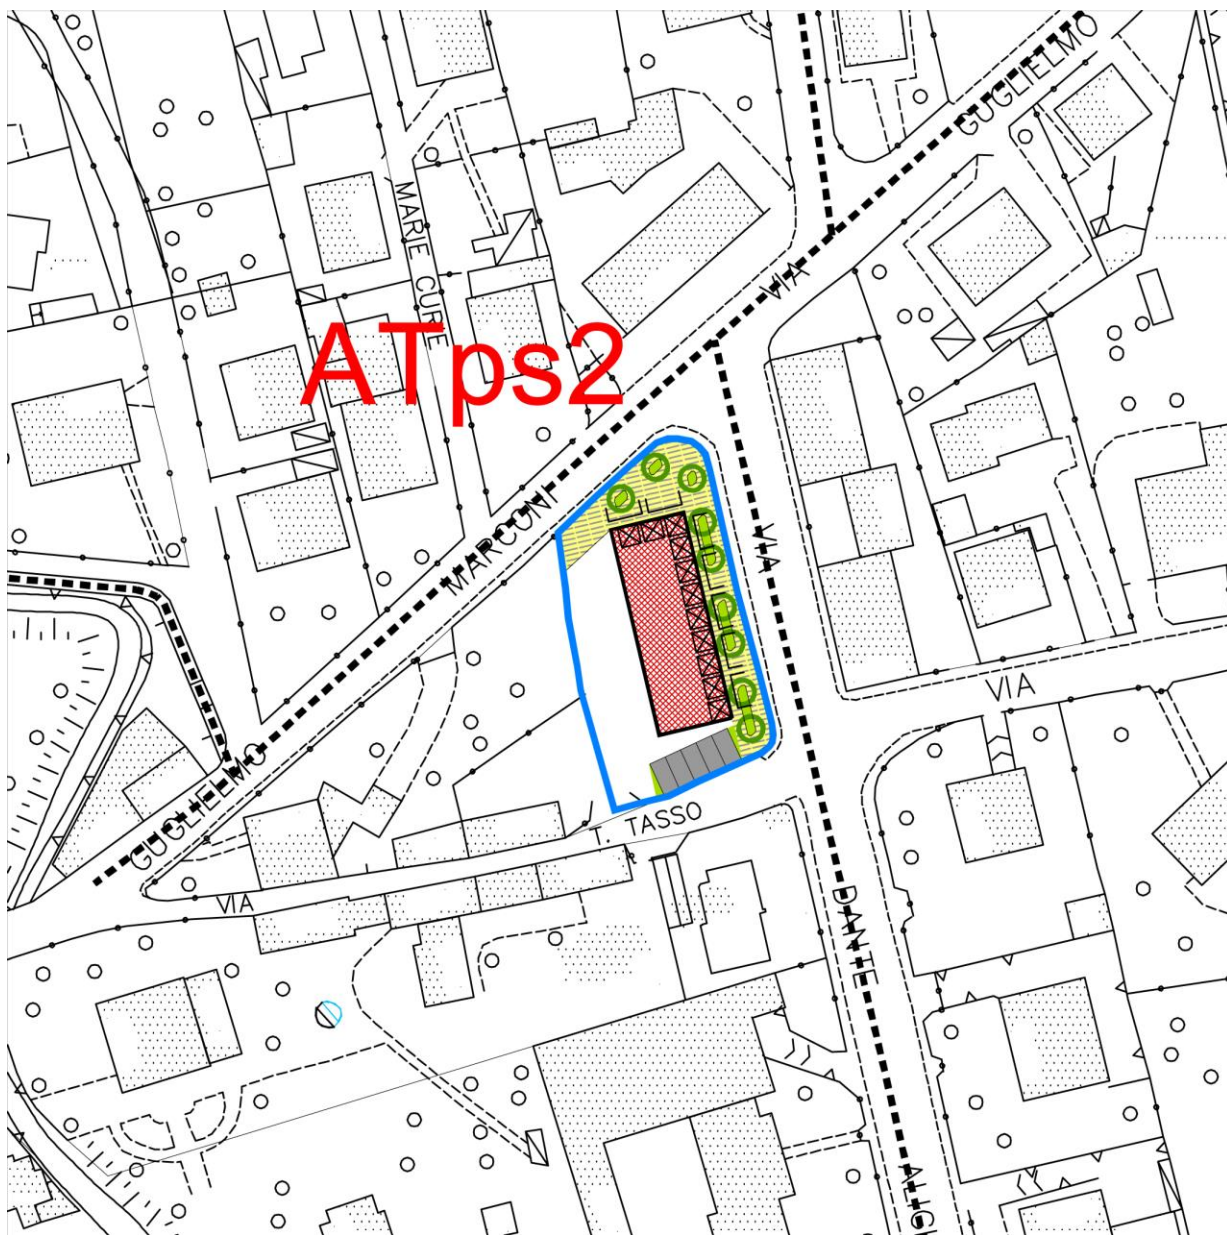 GUGLIELMO
MARIE CURIE
VIA
ATps2
MARCONI
VIA
VIA
GUGLIELMO
T. TASSO
VIA
DANTE